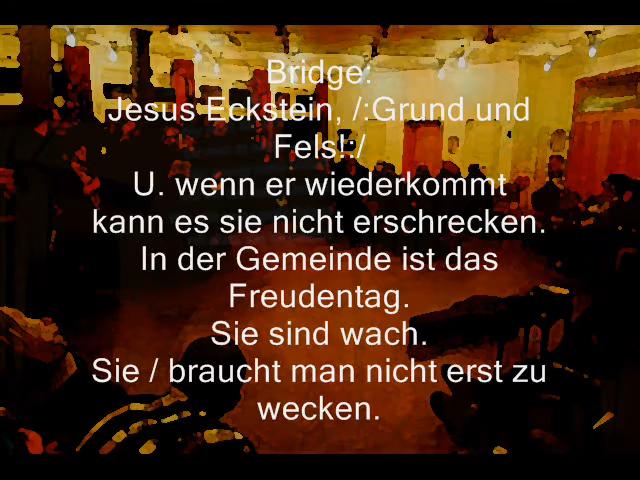 Bridge:
Jesus Eckstein, /:Grund und
Fels!:/
U. wenn er wiederkommt
kann es sie nicht erschrecken.
In der Gemeinde ist das
Freudentag.
Sie sind wach.
Sie / braucht man nicht erst zu
wecken.